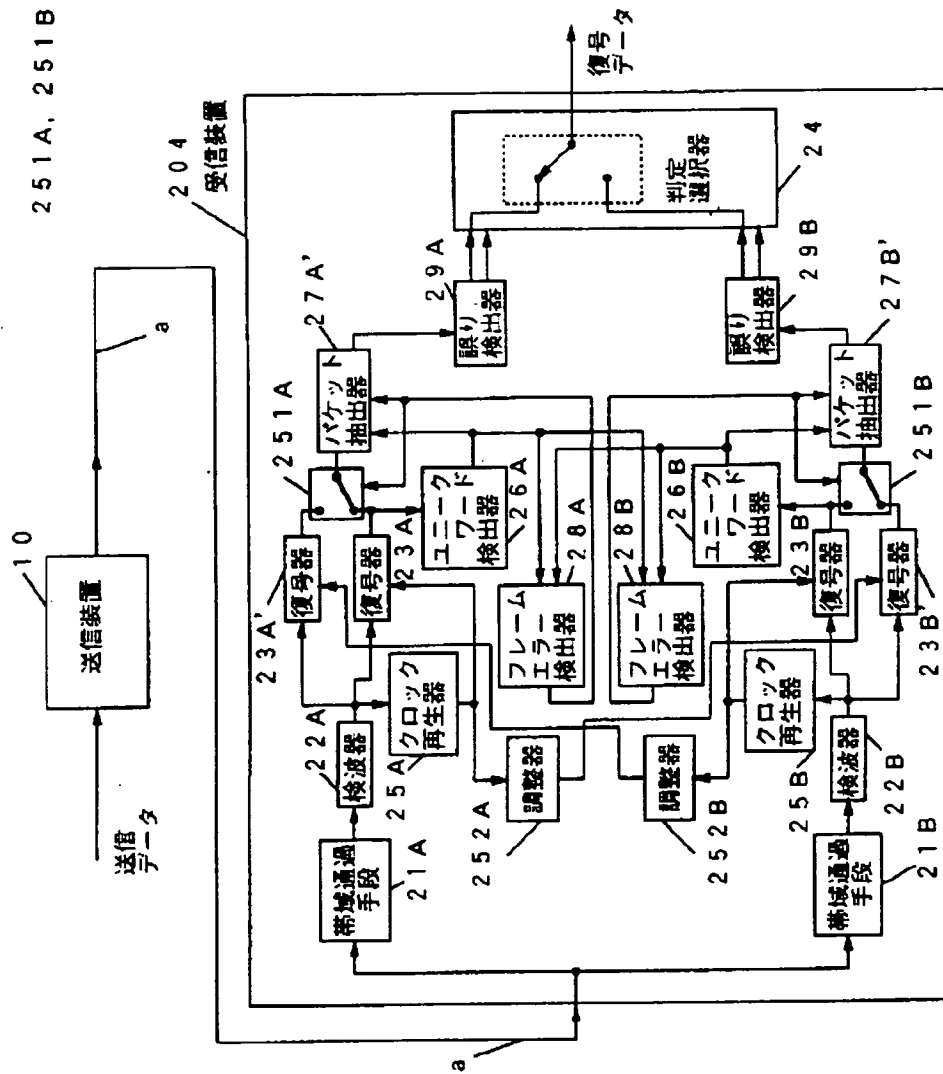 251A, 251B
10
送信装置
送信
データ
a
204
受信装置
a
21A
帯域通過
手段
22A
検波器
23A'
復号器
23A
復号器
251A
27A'
パケット
抽出器
25A
クロック
再生器
26A
ユニーク
ワード
検出器
28A
フレーム
エラー
検出器
252A
調整器
29A
誤り
検出器
24
判定
選択器
復号
データ
252B
調整器
28B
フレーム
エラー
検出器
26B
ユニーク
ワード
検出器
29B
誤り
検出器
27B'
パケット
抽出器
251B
25B
クロック
再生器
23B
復号器
23B'
復号器
22B
検波器
21B
帯域通過
手段